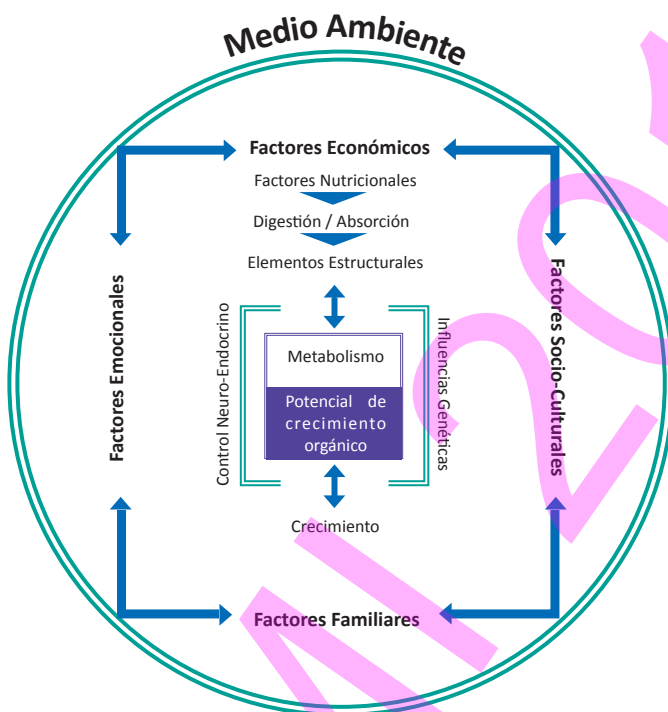 Medio Ambiente
Factores Económicos
Factores Nutricionales
Digestión / Absorción
Elementos Estructurales
Factores Emocionales
Control Neuro-Endocrino
Metabolismo
Potencial de
crecimiento
orgánico
Influencias Genéticas
Factores Socio-Culturales
Crecimiento
Factores Familiares